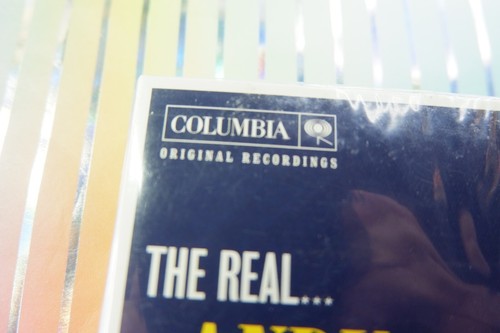 COLUMBIA
ORIGINAL RECORDINGS
THE REAL...